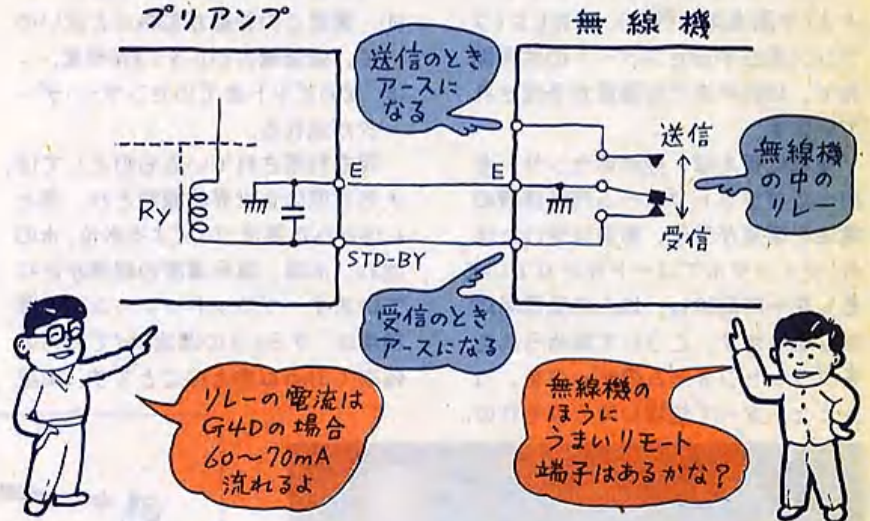 プリアンプ
無線機
送信のとき
アースに
なる
送信
受信
無線機
の中の
リレー
E
E
Ry
STD-BY
受信のとき
アースになる
リレーの電流は
G4Dの場合
60〜70mA
流れるよ
無線機の
ほうに
うまいリモート
端子はあるかな?